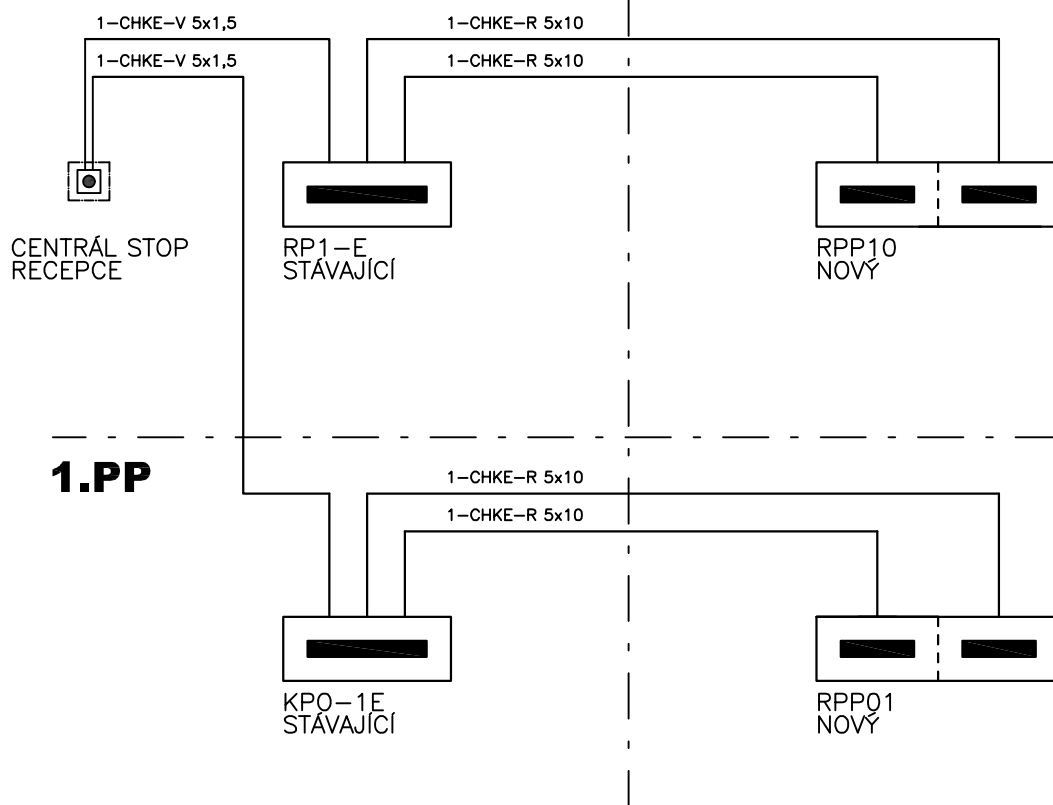 1-CHKE-V 5x1,5
1-CHKE-R 5x10
1-CHKE-V 5x1,5
1-CHKE-R 5x10
CENTRÁL STOP
RECEPCE
RP1-E
STÁVAJÍCÍ
RPP10
NOVÝ
1.PP
1-CHKE-R 5x10
1-CHKE-R 5x10
KPO-1E
STÁVAJÍCÍ
RPP01
NOVÝ